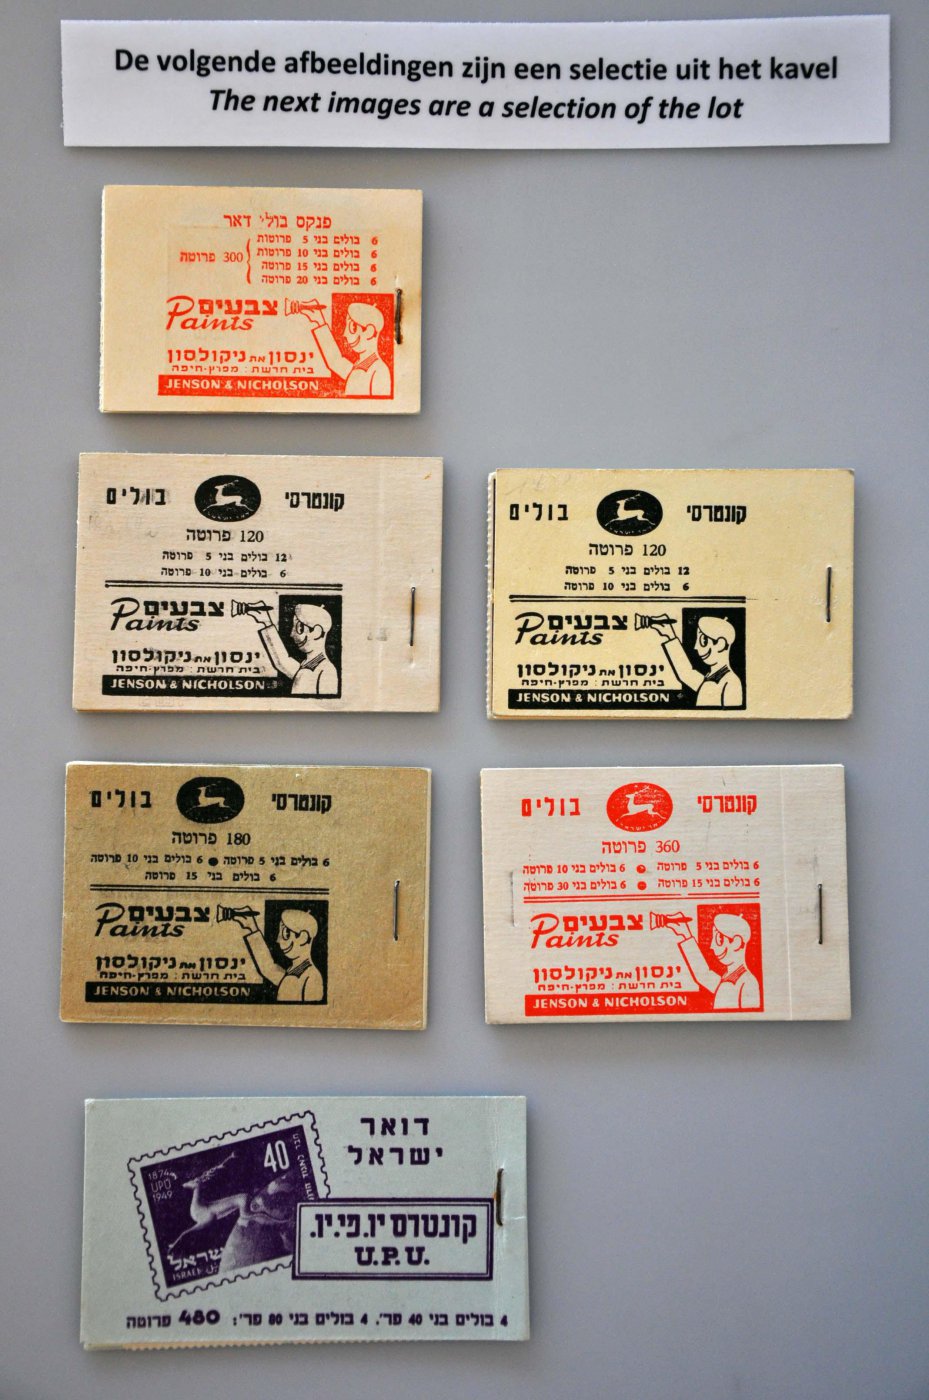 De volgende afbeeldingen zijn een selectie uit het kavel
The next images are a selection of the lot
פנקס בולי דאר
6 בולים בני 5 פרוטות
6 בולים בני 10 פרוטות
6 בולים בני 15 פרוטה
6 בולים בני 20 פרוטה
300 פרוטה
צבעים
Paints
ינסון את ניקולסון
בית חרשת : מפרץ-חיפה
JENSON & NICHOLSON
קונטרסי בולים
120 פרוטה
12 בולים בני 5 פרוטה
6 בולים בני 10 פרוטה
צבעים
Paints
ינסון את ניקולסון
בית חרשת : מפרץ-חיפה
JENSON & NICHOLSON
קונטרסי בולים
120 פרוטה
12 בולים בני 5 פרוטה
6 בולים בני 10 פרוטה
צבעים
Paints
ינסון את ניקולסון
בית חרשת : מפרץ-חיפה
JENSON & NICHOLSON
קונטרסי בולים
180 פרוטה
6 בולים בני 5 פרוטה • 6 בולים בני 10 פרוטה
6 בולים בני 15 פרוטה
צבעים
Paints
ינסון את ניקולסון
בית חרשת : מפרץ-חיפה
JENSON & NICHOLSON
קונטרסי בולים
360 פרוטה
6 בולים בני 5 פרוטה • 6 בולים בני 10 פרוטה
6 בולים בני 15 פרוטה • 6 בולים בני 30 פרוטה
צבעים
Paints
ינסון את ניקולסון
בית חרשת : מפרץ-חיפה
JENSON & NICHOLSON
דואר
ישראל
1874
UPU
1949
40
ישראל
ISRAEL
קונטרס יו.פי.יו.
U.P.U.
4 בולים בני 40 פר'. 4 בולים בני 80 פר': 480 פרוטה